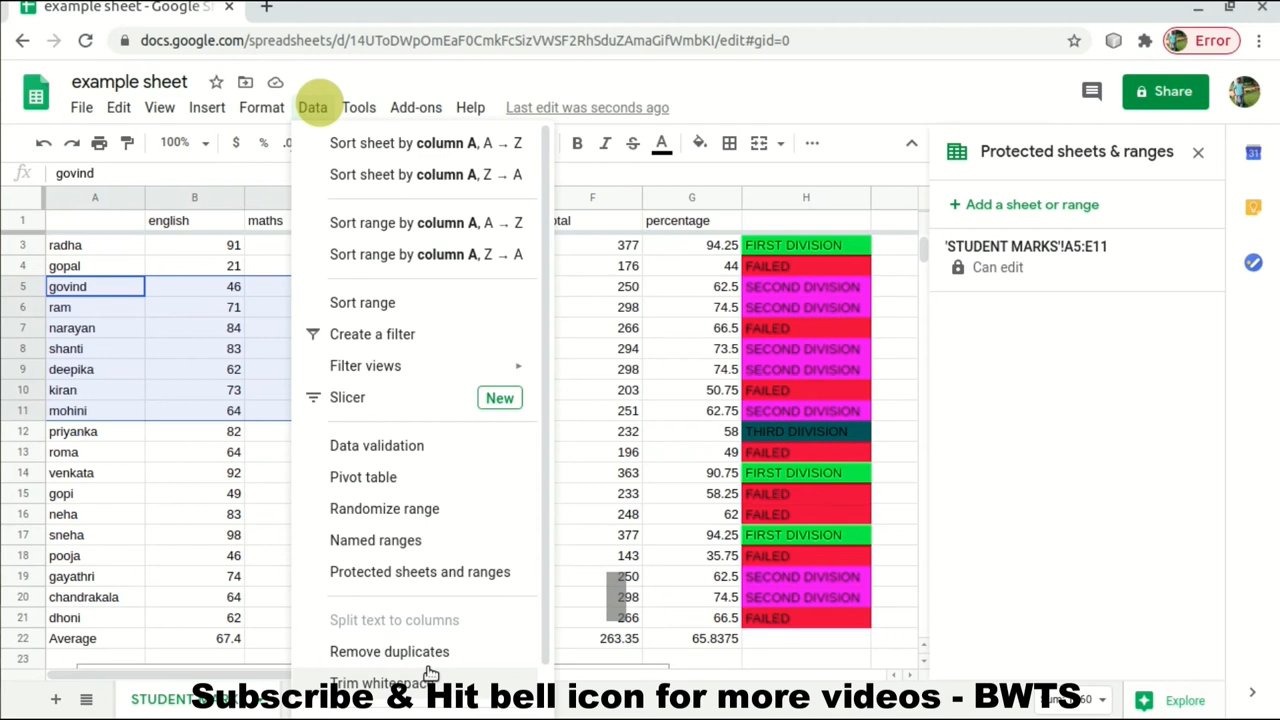 example sheet - Google S
docs.google.com/spreadsheets/d/14UToDWpOmEaF0CmkFcSizVWSF2RhSduZAmaGifWmbKI/edit#gid=0
Error
example sheet
File Edit View Insert Format Data Tools Add-ons Help Last edit was seconds ago
Share
100% $ % .0 B I S A
fx govind
A B F G H
1 english maths percentage
3 radha 91 377 94.25 FIRST DIVISION
4 gopal 21 176 44 FAILED
5 govind 46 250 62.5 SECOND DIVISION
6 ram 71 298 74.5 SECOND DIVISION
7 narayan 84 266 66.5 FAILED
8 shanti 83 294 73.5 SECOND DIVISION
9 deepika 62 298 74.5 SECOND DIVISION
10 kiran 73 203 50.75 FAILED
11 mohini 64 251 62.75 SECOND DIVISION
12 priyanka 82 232 58 THIRD DIIVISION
13 roma 64 196 49 FAILED
14 venkata 92 363 90.75 FIRST DIVISION
15 gopi 49 233 58.25 FAILED
16 neha 83 248 62 FAILED
17 sneha 98 377 94.25 FIRST DIVISION
18 pooja 46 143 35.75 FAILED
19 gayathri 74 250 62.5 SECOND DIVISION
20 chandrakala 64 298 74.5 SECOND DIVISION
21 dhoni 62 266 66.5 FAILED
22 Average 67.4 263.35 65.8375
23
Sort sheet by column A, A → Z
Sort sheet by column A, Z → A
Sort range by column A, A → Z
Sort range by column A, Z → A
Sort range
Create a filter
Filter views
Slicer New
Data validation
Pivot table
Randomize range
Named ranges
Protected sheets and ranges
Split text to columns
Remove duplicates
Trim whitespace
Protected sheets & ranges
+ Add a sheet or range
'STUDENT MARKS'!A5:E11
Can edit
31
Explore
Subscribe & Hit bell icon for more videos - BWTS